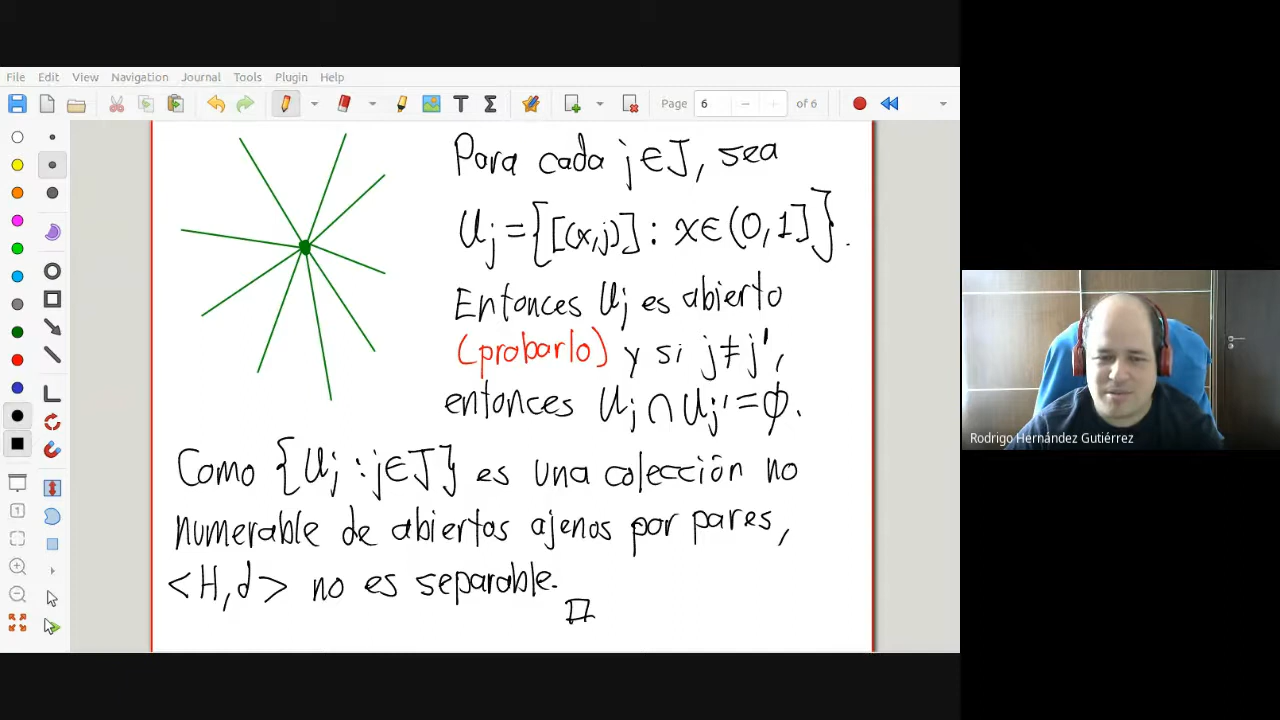 File Edit View Navigation Journal Tools Plugin Help
Page 6 of 6
Para cada j∈J, sea
Uj={[(x,j)] : x∈(0,1]}.
Entonces Uj es abierto
(probarlo) y si j≠j',
entonces Uj∩Uj'=∅.
Como {Uj : j∈J} es una colección no
numerable de abiertos ajenos por pares,
<H,d> no es separable.
Rodrigo Hernández Gutiérrez